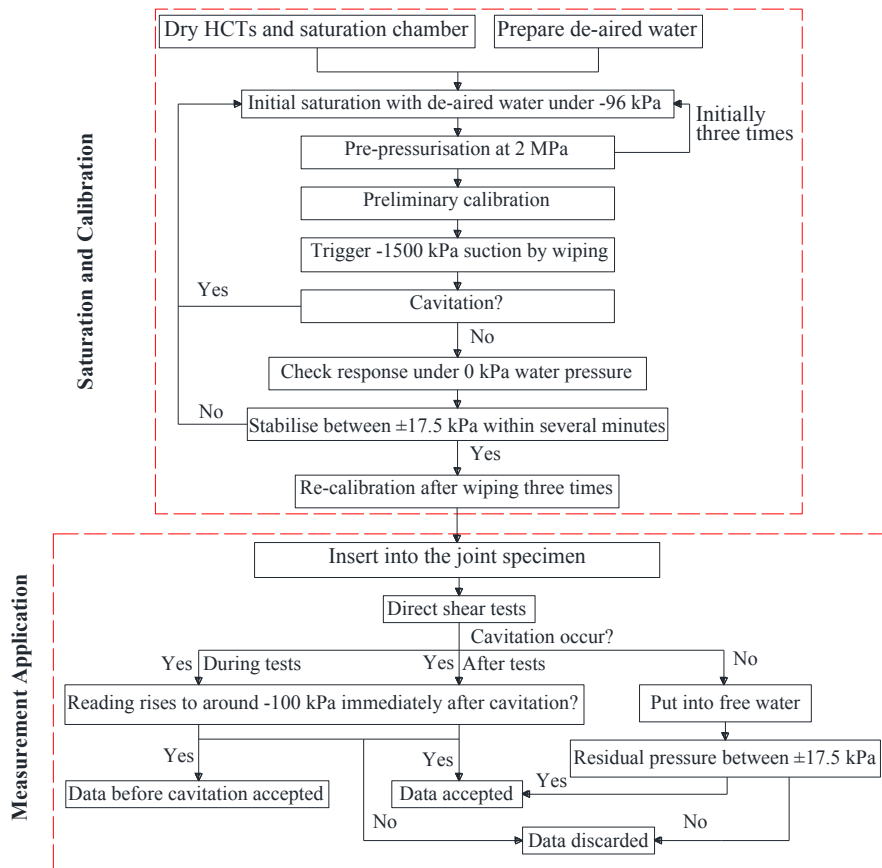 Dry HCTs and saturation chamber
Prepare de-aired water
Initial saturation with de-aired water under -96 kPa
Initially
three times
Pre-pressurisation at 2 MPa
Preliminary calibration
Trigger -1500 kPa suction by wiping
Yes
Cavitation?
No
Check response under 0 kPa water pressure
No
Stabilise between ±17.5 kPa within several minutes
Yes
Re-calibration after wiping three times
Saturation and Calibration
Insert into the joint specimen
Direct shear tests
Cavitation occur?
Yes
During tests
Yes
After tests
No
Reading rises to around -100 kPa immediately after cavitation?
Put into free water
Yes
Yes
Residual pressure between ±17.5 kPa
Yes
Data before cavitation accepted
Data accepted
No
No
Data discarded
Measurement Application